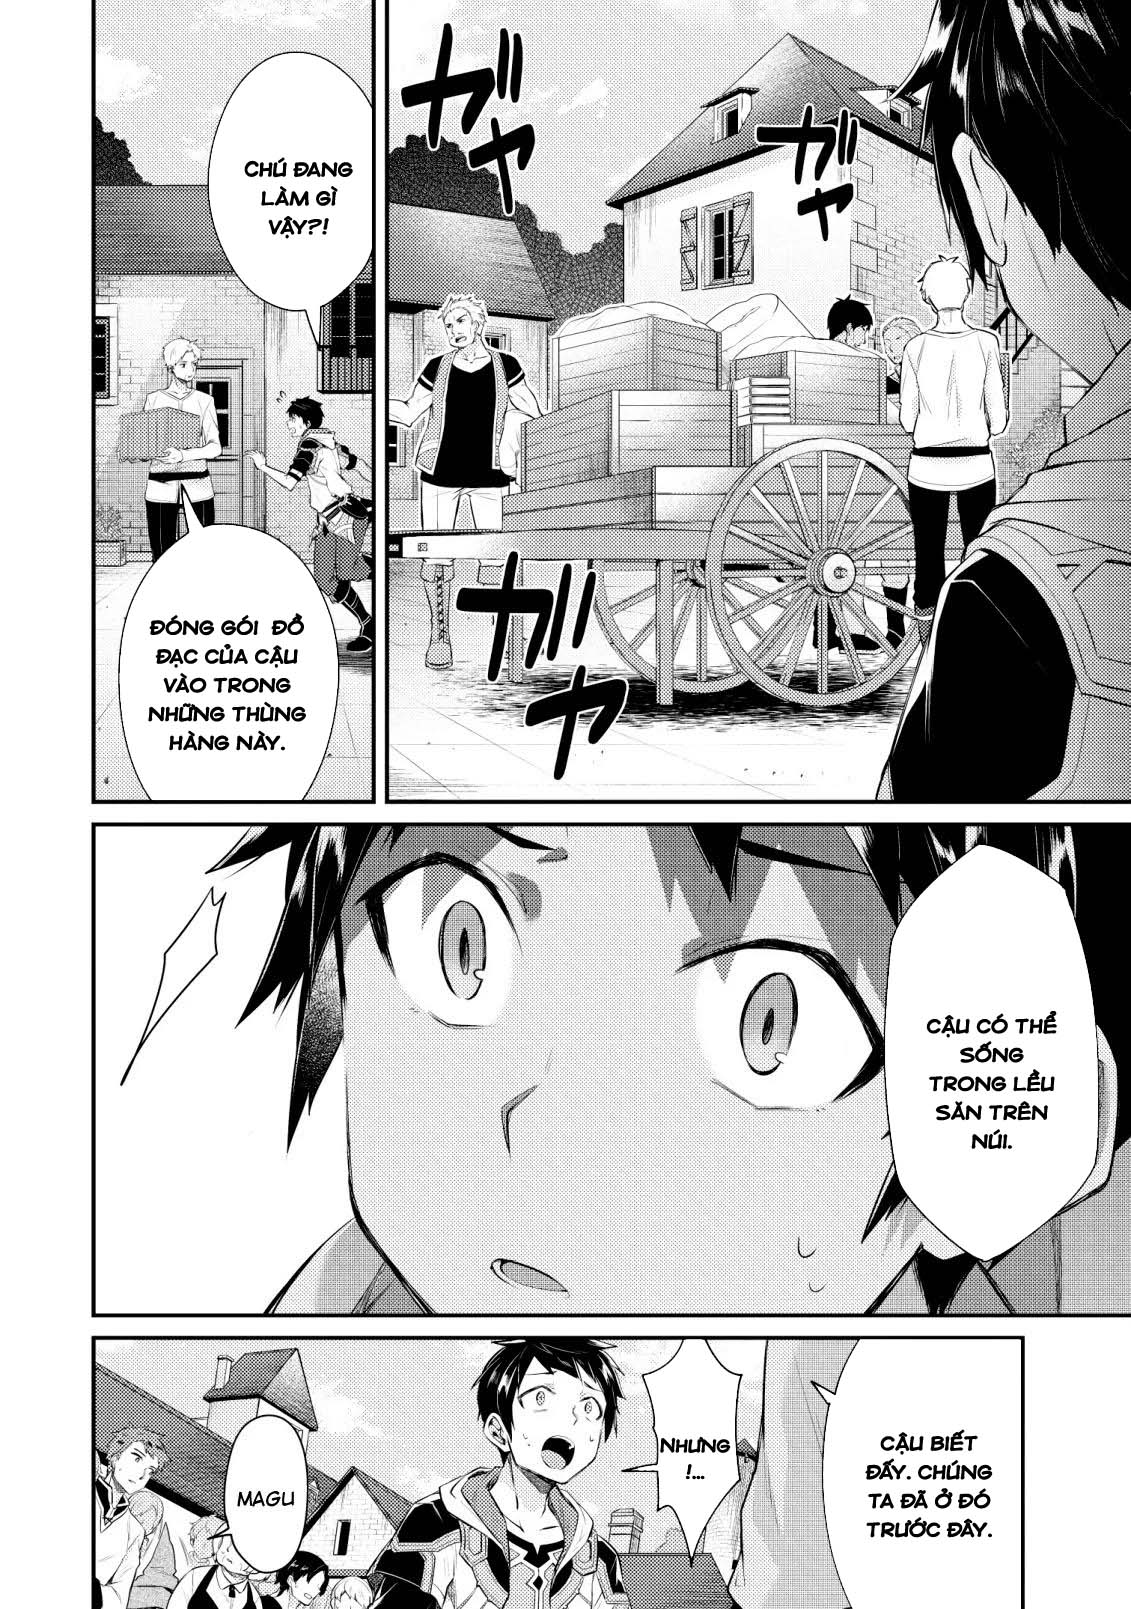 ガヤ
ガヤ
ガヤ
CHÚ ĐANG
LÀM GÌ
VẬY?!
ĐÓNG GÓI ĐỒ
ĐẠC CỦA CẬU
VÀO TRONG
NHỮNG THÙNG
HÀNG NÀY.
CẬU CÓ THỂ
SỐNG
TRONG LỀU
SĂN TRÊN
NÚI.
CẬU BIẾT
ĐẤY. CHÚNG
TA ĐÃ Ở ĐÓ
TRƯỚC ĐÂY.
NHƯNG
!...
MAGU